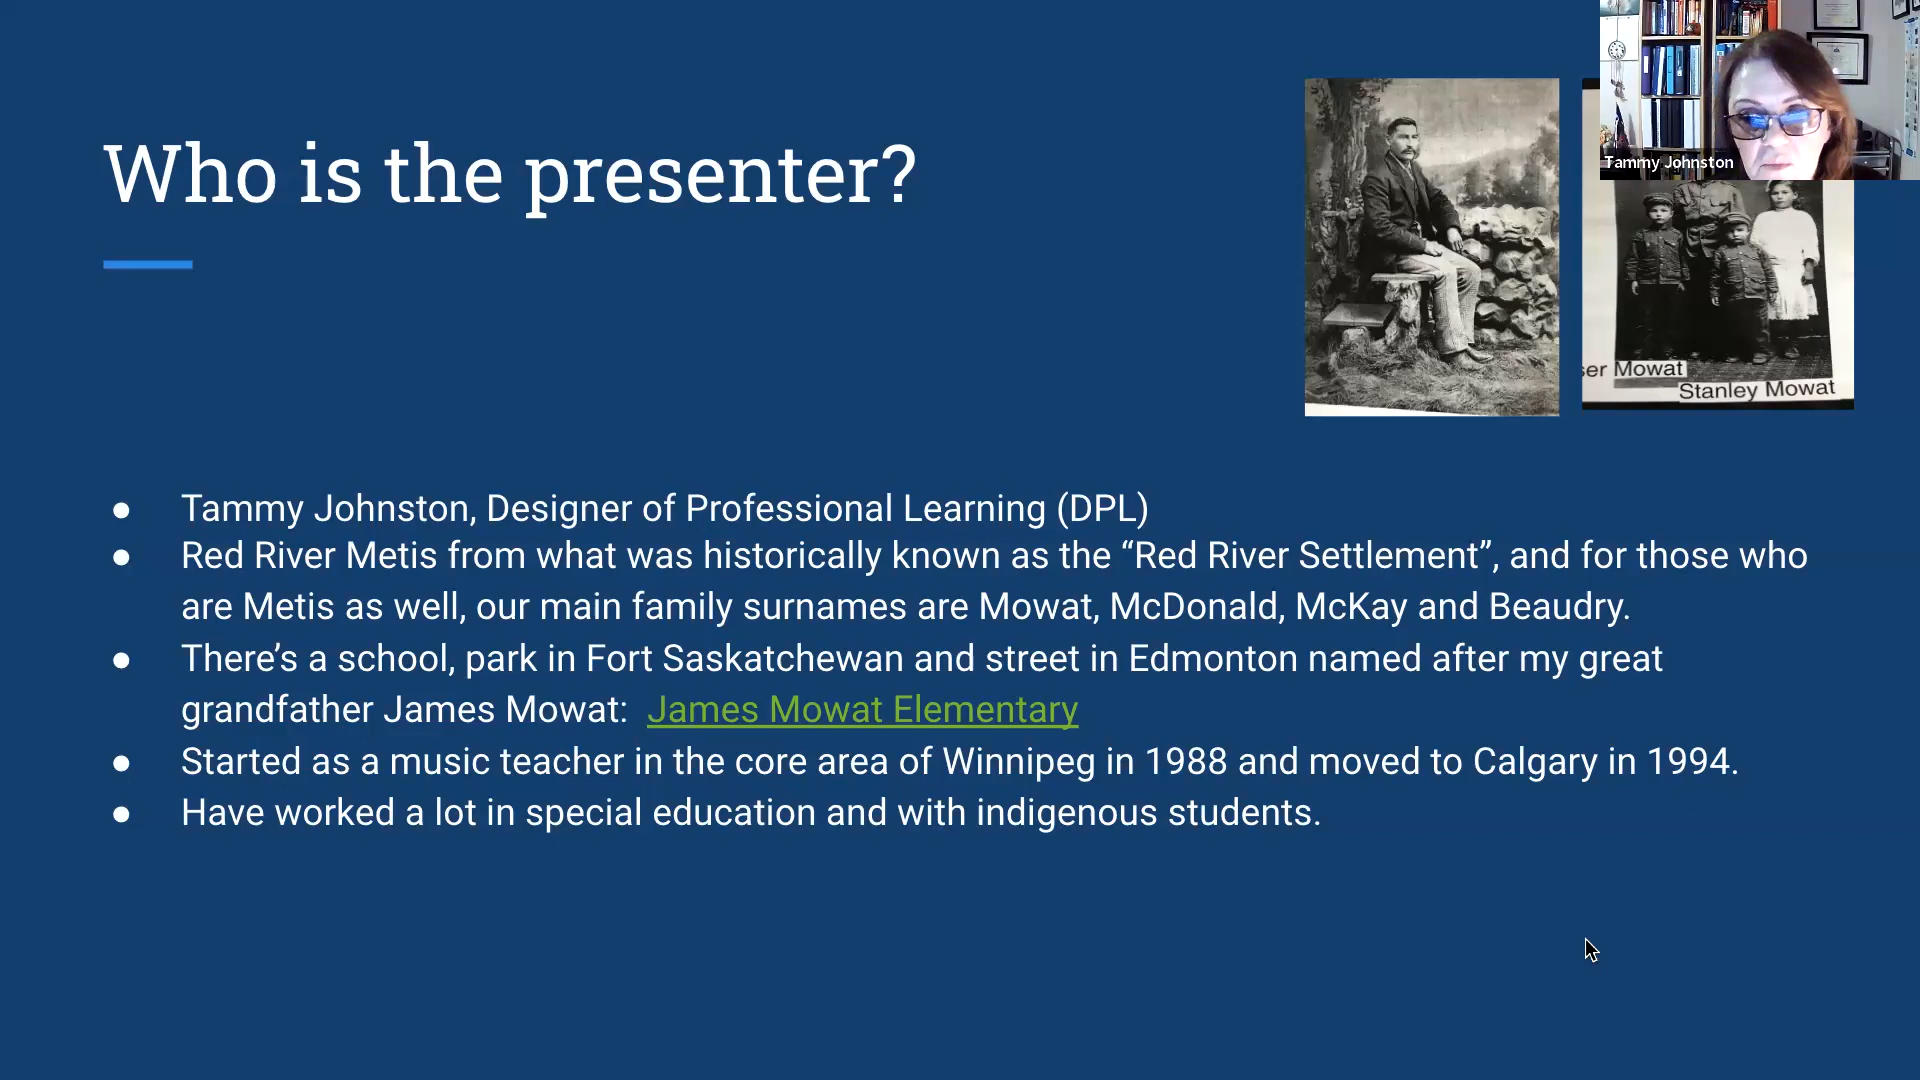 Who is the presenter?
Tammy Johnston
Mowat
Stanley Mowat
● Tammy Johnston, Designer of Professional Learning (DPL)
● Red River Metis from what was historically known as the “Red River Settlement”, and for those who
are Metis as well, our main family surnames are Mowat, McDonald, McKay and Beaudry.
● There’s a school, park in Fort Saskatchewan and street in Edmonton named after my great
grandfather James Mowat: James Mowat Elementary
● Started as a music teacher in the core area of Winnipeg in 1988 and moved to Calgary in 1994.
● Have worked a lot in special education and with indigenous students.